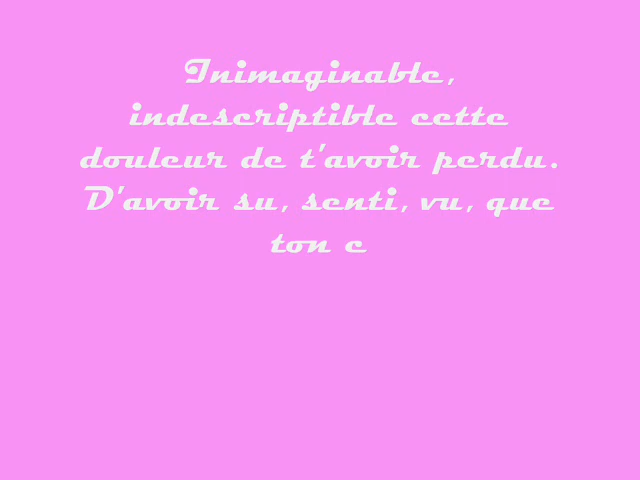 Inimaginable,
indescriptible cette
douleur de t'avoir perdu.
D'avoir su, senti, vu, que
ton c